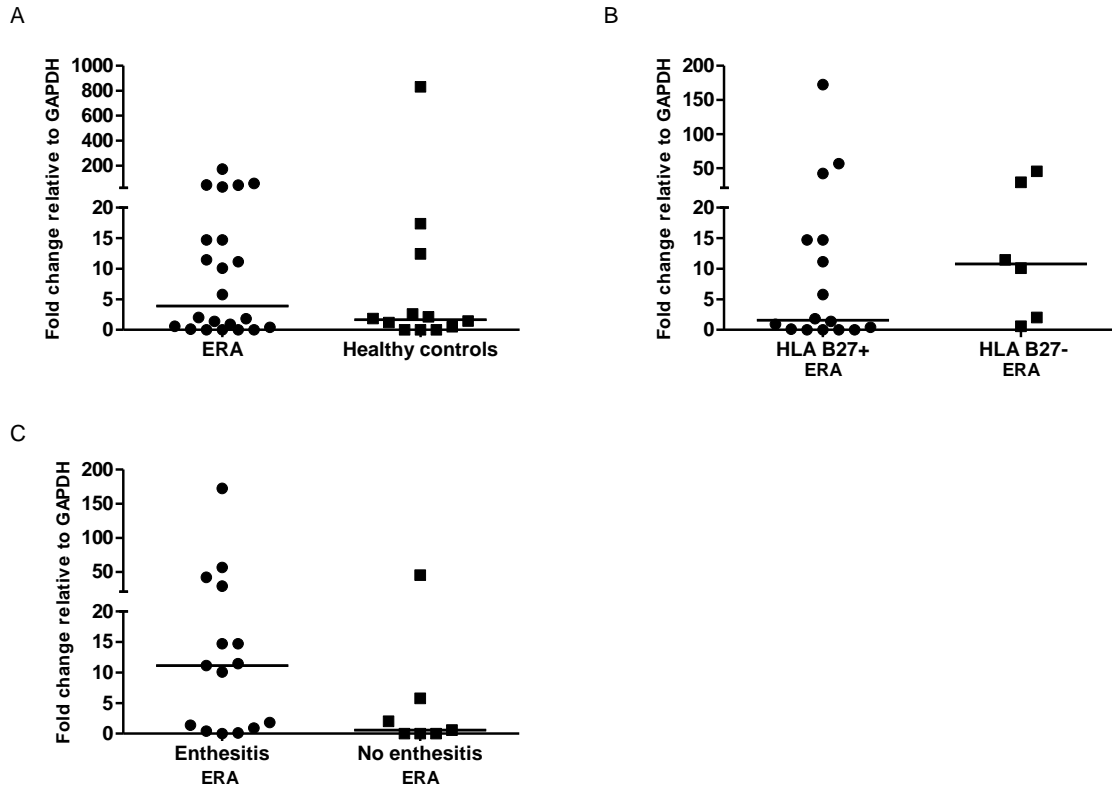 A
Fold change relative to GAPDH
1000
800
600
400
200
20
15
10
5
0
ERA
Healthy controls
B
Fold change relative to GAPDH
200
150
100
50
20
15
10
5
0
HLA B27+
ERA
HLA B27-
ERA
C
Fold change relative to GAPDH
200
150
100
50
20
15
10
5
0
Enthesitis
ERA
No enthesitis
ERA